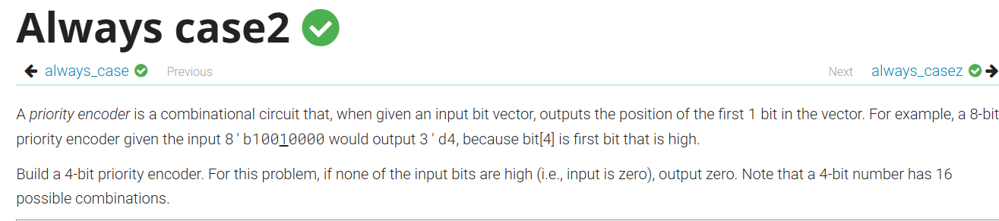 Always case2
always_case Previous Next always_casez
A priority encoder is a combinational circuit that, when given an input bit vector, outputs the position of the first 1 bit in the vector. For example, a 8-bit
priority encoder given the input 8'b10010000 would output 3'd4, because bit[4] is first bit that is high.
Build a 4-bit priority encoder. For this problem, if none of the input bits are high (i.e., input is zero), output zero. Note that a 4-bit number has 16
possible combinations.